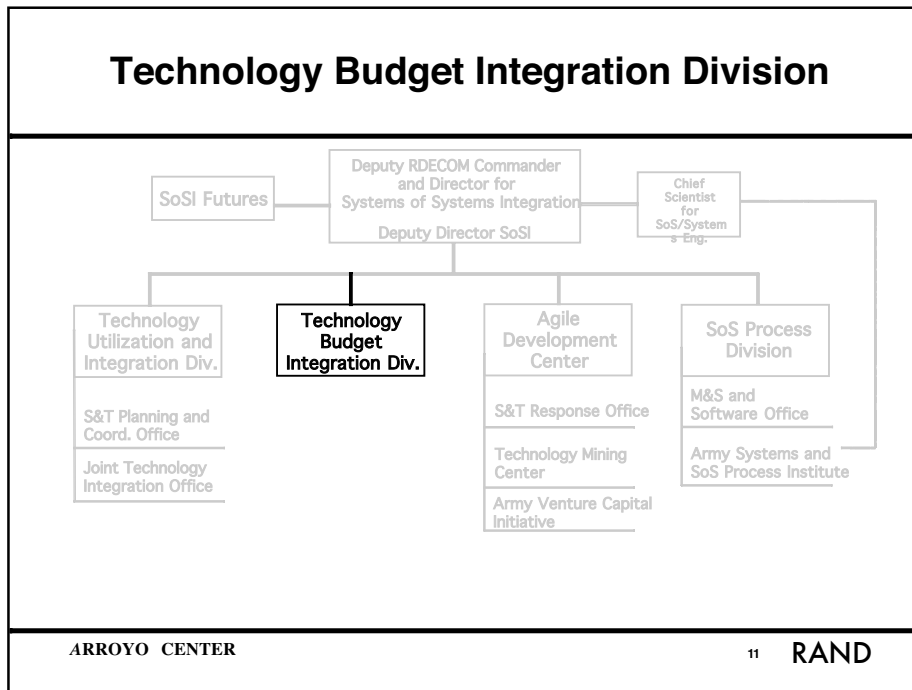 Technology Budget Integration Division
SoSI Futures
Deputy RDECOM Commander
and Director for
Systems of Systems Integration
Deputy Director SoSI
Chief
Scientist
for
SoS/System
s Eng.
Technology
Utilization and
Integration Div.
S&T Planning and
Coord. Office
Joint Technology
Integration Office
Technology
Budget
Integration Div.
Agile
Development
Center
S&T Response Office
Technology Mining
Center
Army Venture Capital
Initiative
SoS Process
Division
M&S and
Software Office
Army Systems and
SoS Process Institute
ARROYO CENTER
11
RAND